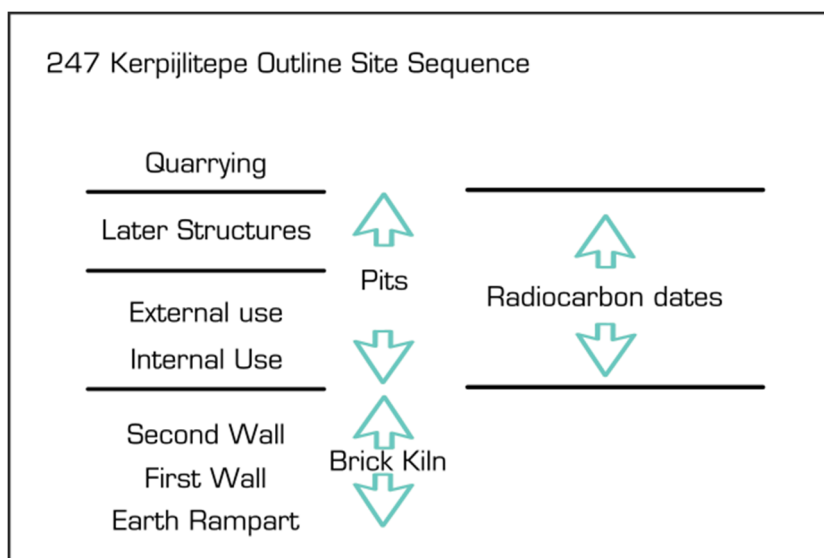 247 Kerpijlitepe Outline Site Sequence
Quarrying
Later Structures
Pits
External use
Internal Use
Radiocarbon dates
Second Wall
First Wall
Earth Rampart
Brick Kiln